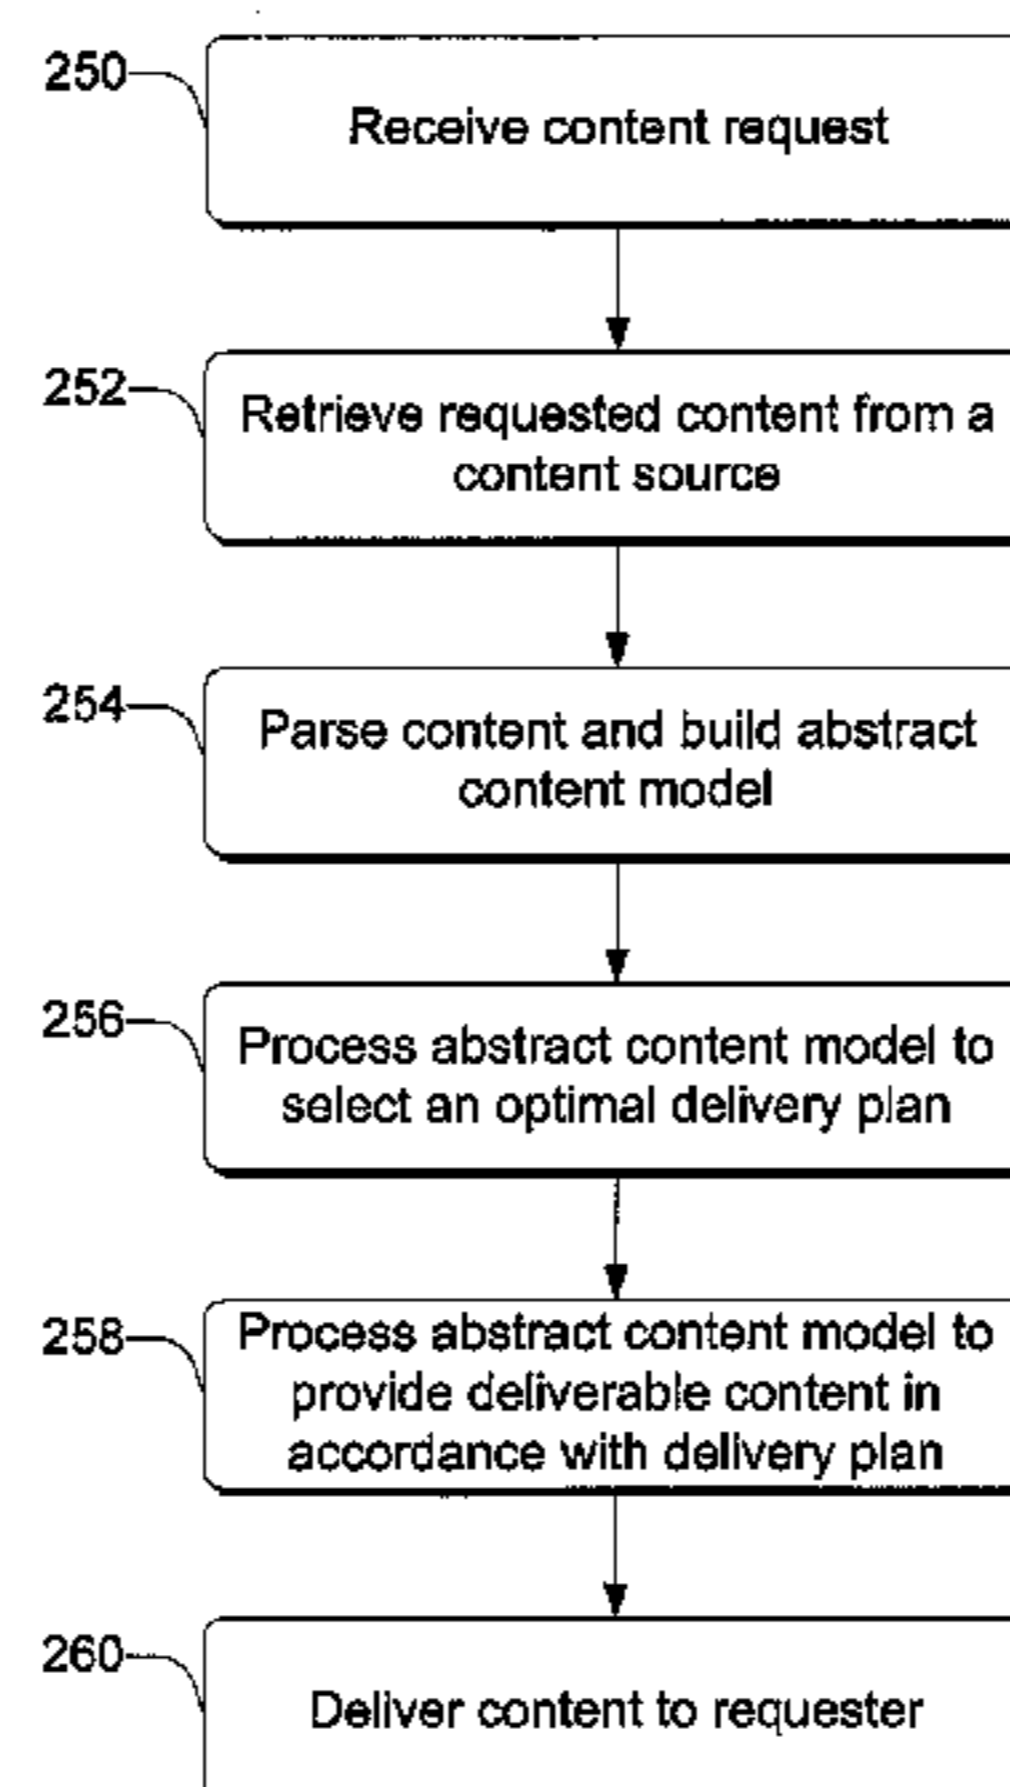 250
Receive content request
252
Retrieve requested content from a
content source
254
Parse content and build abstract
content model
256
Process abstract content model to
select an optimal delivery plan
258
Process abstract content model to
provide deliverable content in
accordance with delivery plan
260
Deliver content to requester